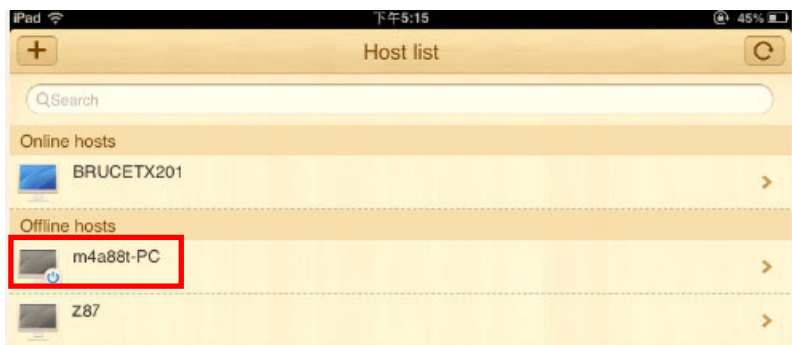 iPad 下午5:15 45%
Host list
Search
Online hosts
BRUCETX201
Offline hosts
m4a88t-PC
Z87